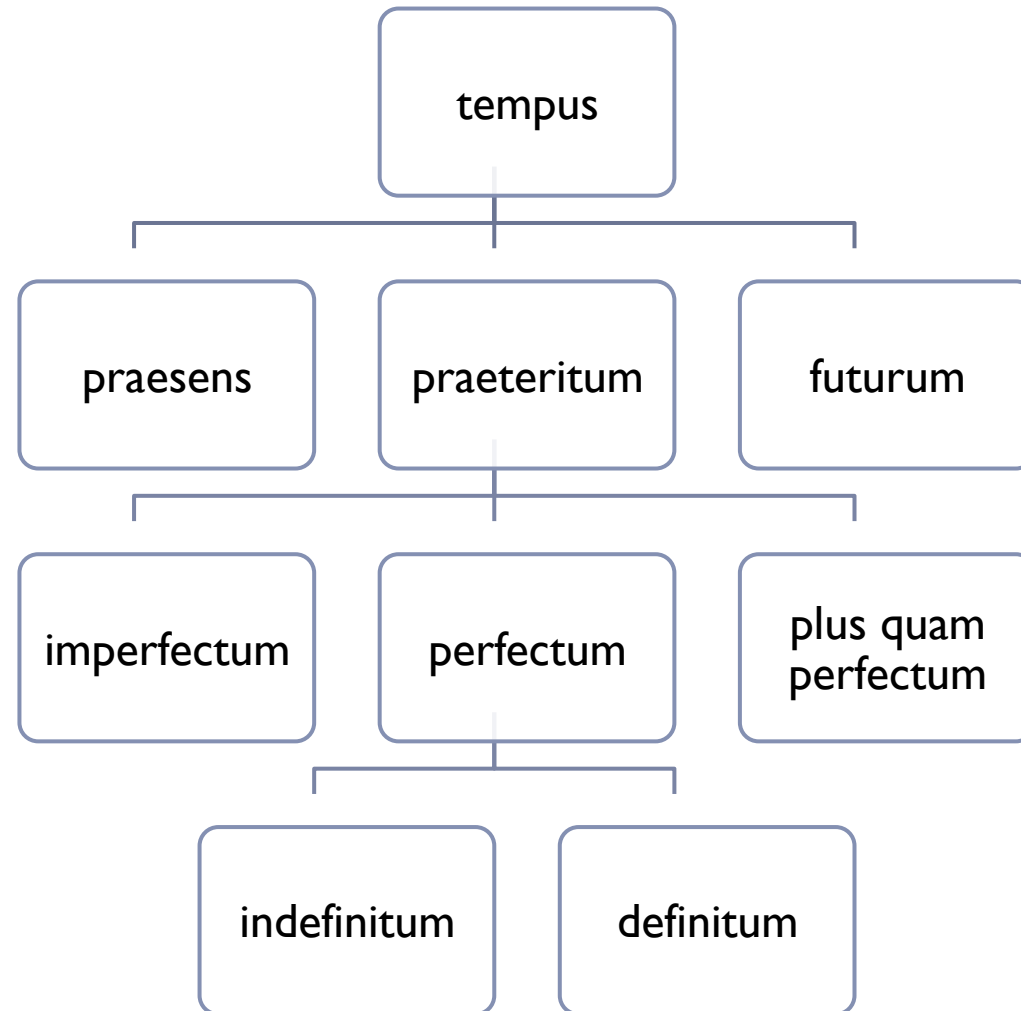 tempus
praesens
praeteritum
futurum
imperfectum
perfectum
plus quam
perfectum
indefinitum
definitum